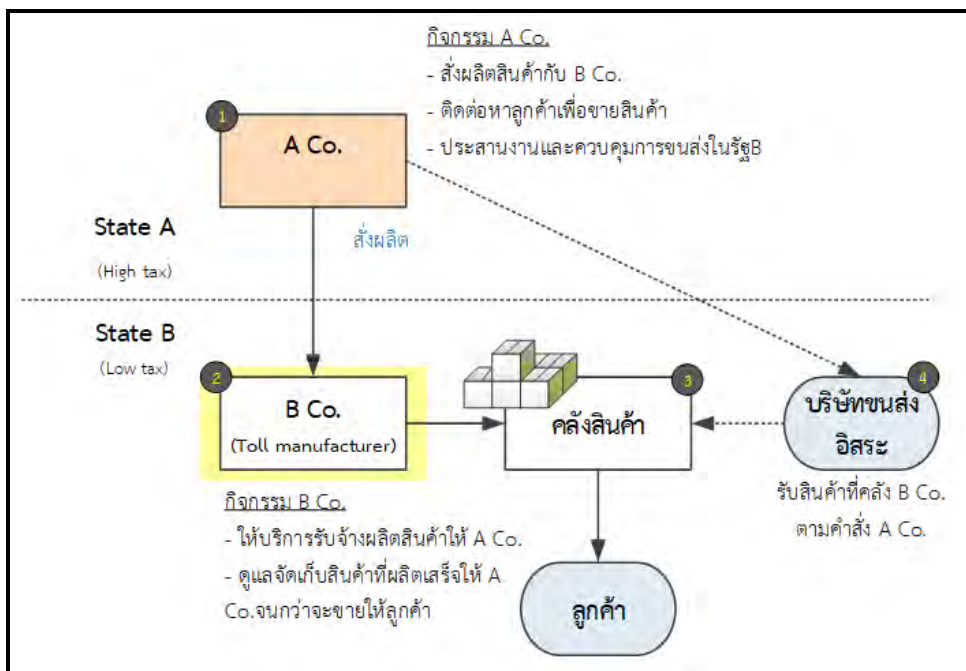 กิจกรรม A Co.
- สั่งผลิตสินค้ากับ B Co.
- ติดต่อหาลูกค้าเพื่อขายสินค้า
- ประสานงานและควบคุมการขนส่งในรัฐB
1
A Co.
State A
(High tax)
สั่งผลิต
State B
(Low tax)
2
B Co.
(Toll manufacturer)
3
คลังสินค้า
4
บริษัทขนส่ง
อิสระ
รับสินค้าที่คลัง B Co.
ตามคำสั่ง A Co.
กิจกรรม B Co.
- ให้บริการรับจ้างผลิตสินค้าให้ A Co.
- ดูแลจัดเก็บสินค้าที่ผลิตเสร็จให้ A
Co.จนกว่าจะขายให้ลูกค้า
ลูกค้า